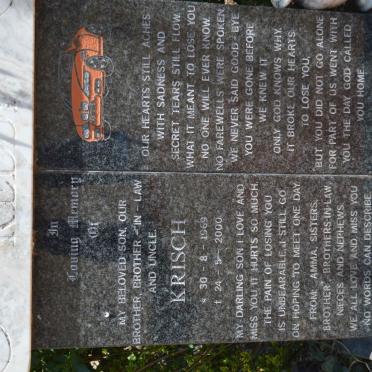 In
Loving Memory
Of
MY BELOVED SON, OUR
BROTHER, BROTHER - IN - LAW
AND UNCLE.
KRISCH
* 30 - 8 - 1969
† 24 - - 2000
MY DARLING SON I LOVE AND
MISS YOU IT HURTS SO MUCH
THE PAIN OF LOSING YOU
IS UNBEARABLE. I STILL GO
ON HOPING TO MEET ONE DAY
FROM, AMMA, SISTERS,
BROTHER, BROTHERS-IN-LAW,
NIECES AND NEPHEWS.
WE ALL LOVE AND MISS YOU
NO WORDS CAN DESCRIBE
OUR HEARTS STILL ACHES
WITH SADNESS AND
SECRET TEARS STILL FLOW.
WHAT IT MEANT TO LOSE YOU
NO ONE WILL EVER KNOW.
NO FAREWELLS WERE SPOKEN
WE NEVER SAID GOOD - BYE
YOU WERE GONE BEFORE
WE KNEW IT
ONLY GOD KNOWS WHY.
IT BROKE OUR HEARTS
TO LOSE YOU,
BUT YOU DID NOT GO ALONE
FOR PART OF US WENT WITH
YOU THE DAY GOD CALLED
YOU HOME.